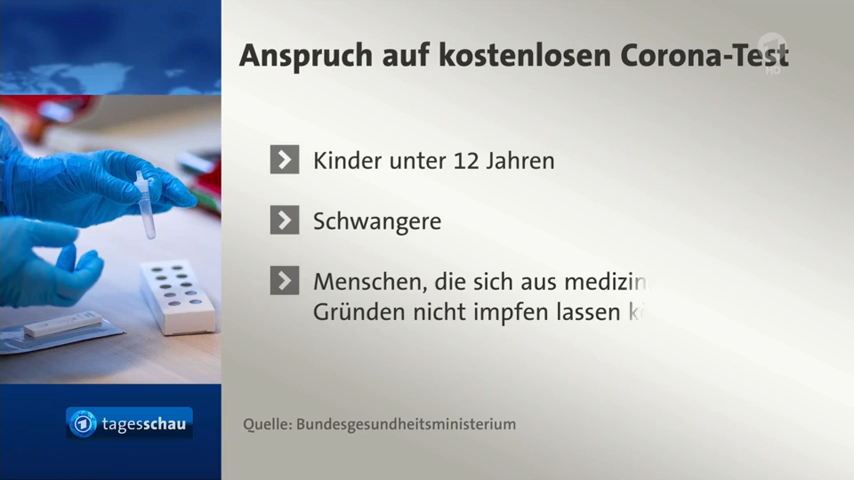 Anspruch auf kostenlosen Corona-Test
Kinder unter 12 Jahren
Schwangere
Menschen, die sich aus medizin
Gründen nicht impfen lassen k
Quelle: Bundesgesundheitsministerium
tagesschau